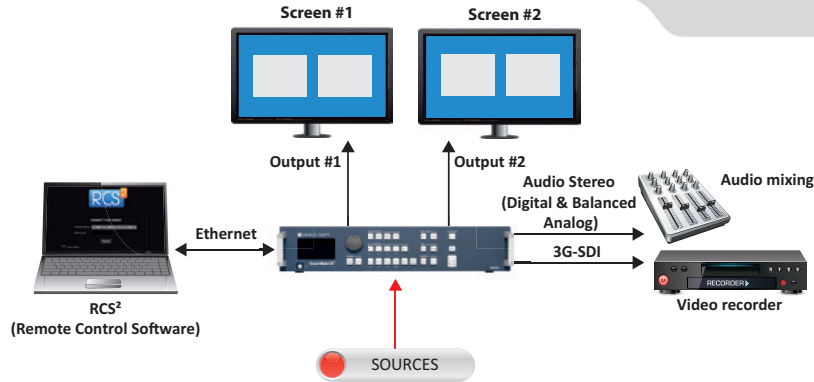 Screen #1
Screen #2
Output #1
Output #2
Audio Stereo
(Digital & Balanced
Analog)
Audio mixing
RCS²
Ethernet
3G-SDI
RECORDER
Video recorder
RCS²
(Remote Control Software)
SOURCES